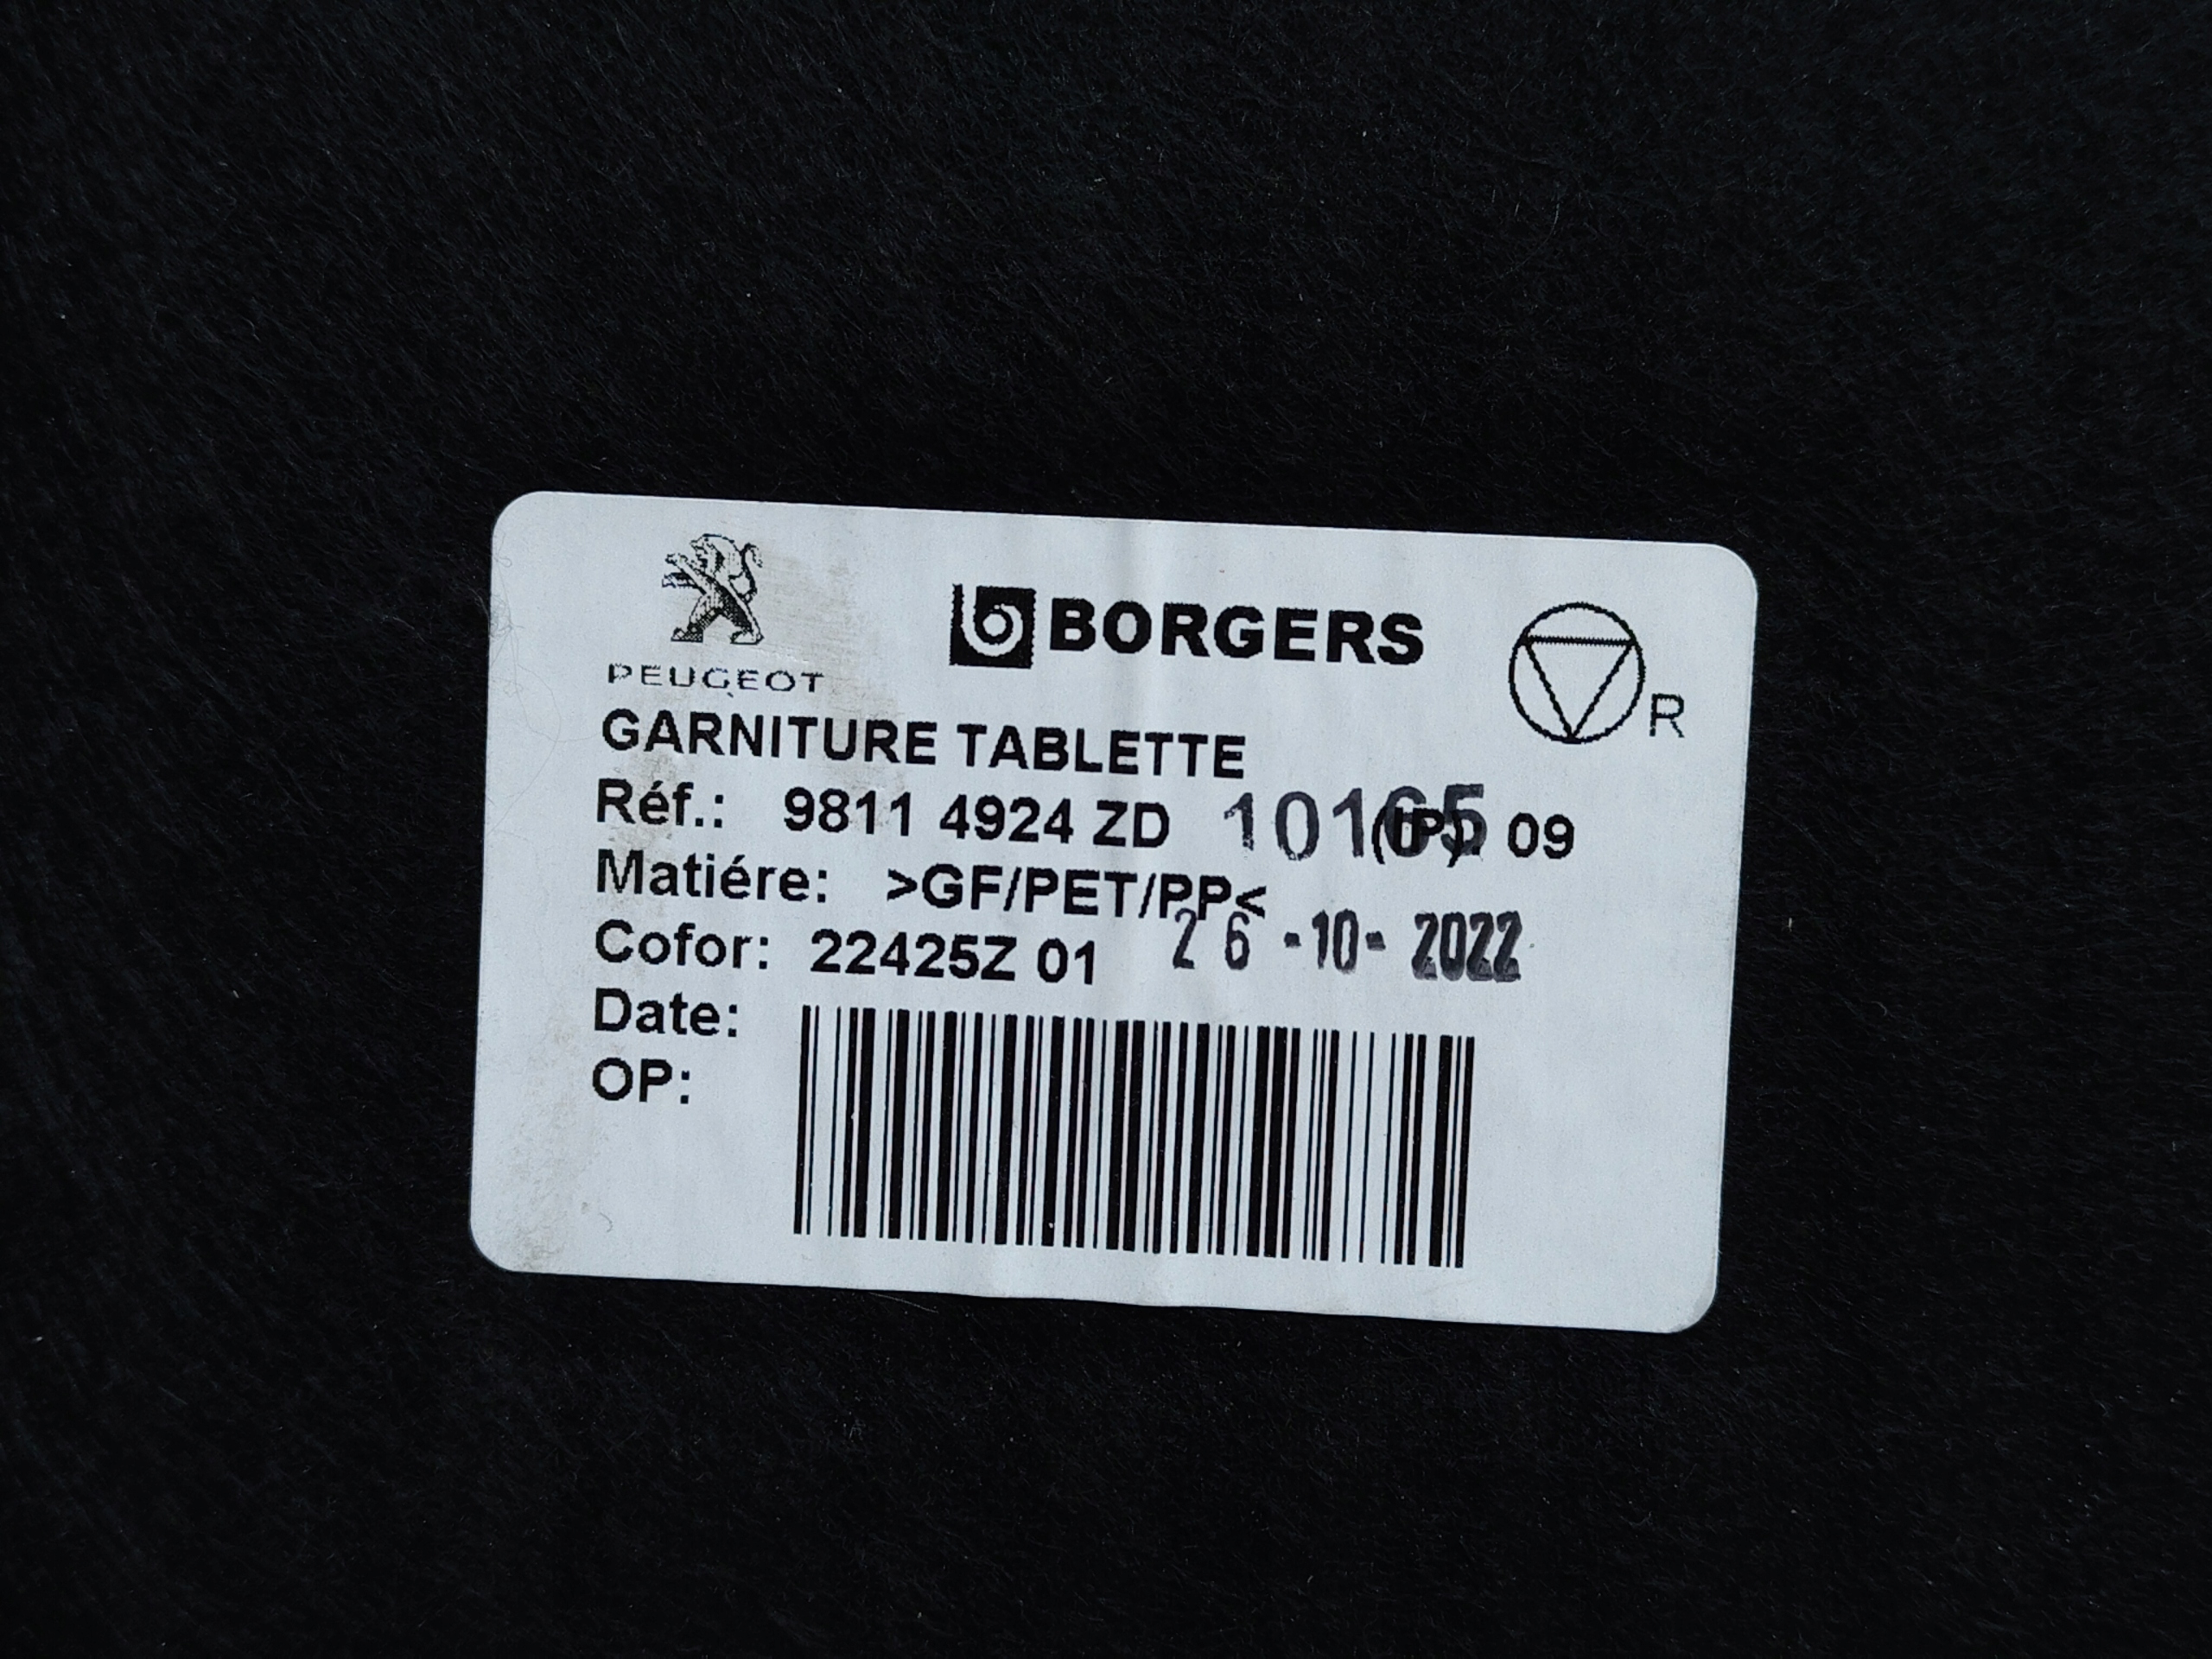 PEUGEOT
BORGERS
R
GARNITURE TABLETTE
Réf.: 9811 4924 ZD 10165 (IP). 09
Matiére: >GF/PET/PP<
Cofor: 22425Z 01 26 -10- 2022
Date:
OP: